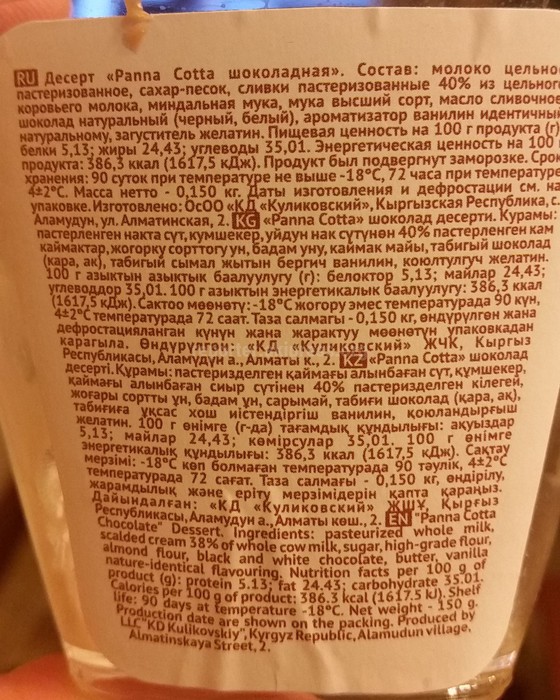 RU Десерт «Panna Cotta шоколадная». Состав: молоко цельно
пастеризованное, сахар-песок, сливки пастеризованные 40% из цельног
коровьего молока, миндальная мука, мука высший сорт, масло сливочно
шоколад натуральный (черный, белый), ароматизатор ванилин идентичны
натуральному, загуститель желатин. Пищевая ценность на 100 г продукта (г
белки 5,13; жиры 24,43; углеводы 35,01. Энергетическая ценность на 100
продукта: 386,3 ккал (1617,5 кДж). Продукт был подвергнут заморозке. Сро
хранения: 90 суток при температуре не выше -18°С, 72 часа при температуре
4±2°С. Масса нетто - 0,150 кг. Даты изготовления и дефростации см. н
упаковке. Изготовлен: ОсОО «КД «Куликовский», Кыргызская Республика, с.
Аламудун, ул. Алматинская, 2. KG «Panna Cotta» шоколад десерти. Курамы:
пастерленген накта сүт, кумшекер, уйдун нак сүтүнөн 40% пастерленген кам
каймактар, жогорку сорттогу ун, бадам уну, каймак майы, табигый шоколад
(кара, ак), табигый сымал жытын бергич ванилин, коюлтулгуч желатин.
100 г азыктын азыктык баалуулугу (г): белоктор 5,13; майлар 24,43;
углеводдор 35,01. 100 г азыктын энергетикалык баалуулугу: 386,3 ккал
(1617,5 кДж). Сактоо мөөнөтү: -18°С жогору эмес температурада 90 күн,
4±2°С температурада 72 саат. Таза салмагы - 0,150 кг, өндүрүлгөн жана
дефростацияланган күнүн жана жарактуу мөөнөтүн упаковкадан
карагыла. Өндүрүлгөн: «КД «Куликовский» ЖЧК, Кыргыз
Республикасы, Аламүдүн а., Алматы к., 2. KZ «Panna Cotta» шоколад
десерті. Құрамы: пастеризделген қаймағы алынбаған сүт, құмшекер,
қаймағы алынбаған сиыр сүтінен 40% пастеризделген кілегей,
жоғары сортты ұн, бадам ұн, сарымай, табиғи шоколад (қара, ақ),
табиғиға ұқсас хош иістендіргіш ванилин, қоюландырғыш
желатин. 100 г өнімге (г-да) тағамдық құндылығы: ақуыздар
5,13; майлар 24,43; көмірсулар 35,01. 100 г өнімге
энергетикалық құндылығы: 386,3 ккал (1617,5 кДж). Сақтау
мерзімі: -18°С көп болмаған температурада 90 тәулік, 4±2°С
температурада 72 сағат. Таза салмағы - 0,150 кг, өндірілу,
жарамдылық және еріту мерзімдерін қапта қараңыз.
Дайындалған: «КД «Куликовский» ЖШҚ, Қырғыз
Республикасы, Аламудун а., Алматы көш., 2. EN "Panna Cotta
Chocolate" Dessert. Ingredients: pasteurized whole milk,
scalded cream 38% of whole cow milk, sugar, high-grade flour,
almond flour, black and white chocolate, butter, vanilla
nature-identical flavouring. Nutrition facts per 100 g of
product (g): protein 5.13; fat 24.43; carbohydrate 35.01.
Calories per 100 g of product; 386.3 kcal (1617.5 kJ). Shelf
life: 90 days at temperature -18°C. Net weight - 150 g.
Production date are shown on the packing. Produced by
LLC "KD Kulikovskiy", Kyrgyz Republic, Alamudun village,
Almatinskaya Street, 2.